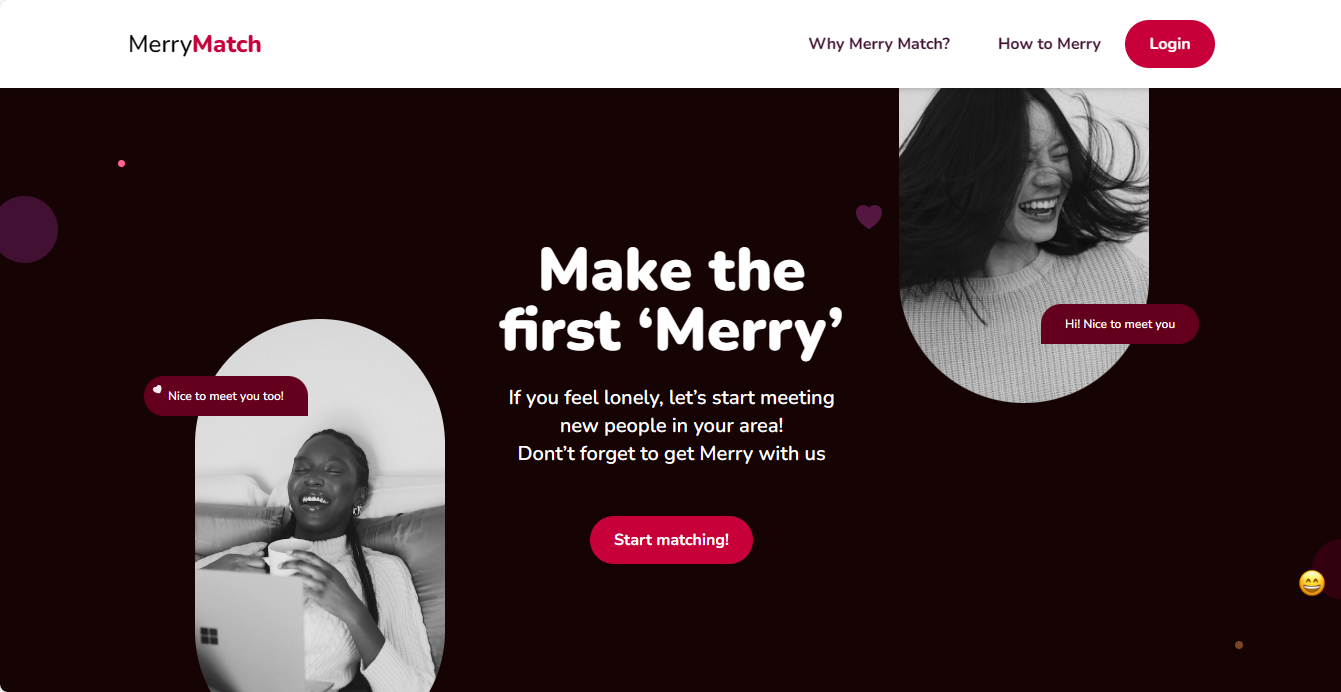 MerryMatch
Why Merry Match?
How to Merry
Login
Make the
first ‘Merry’
Hi! Nice to meet you
Nice to meet you too!
If you feel lonely, let’s start meeting
new people in your area!
Dont’t forget to get Merry with us
Start matching!